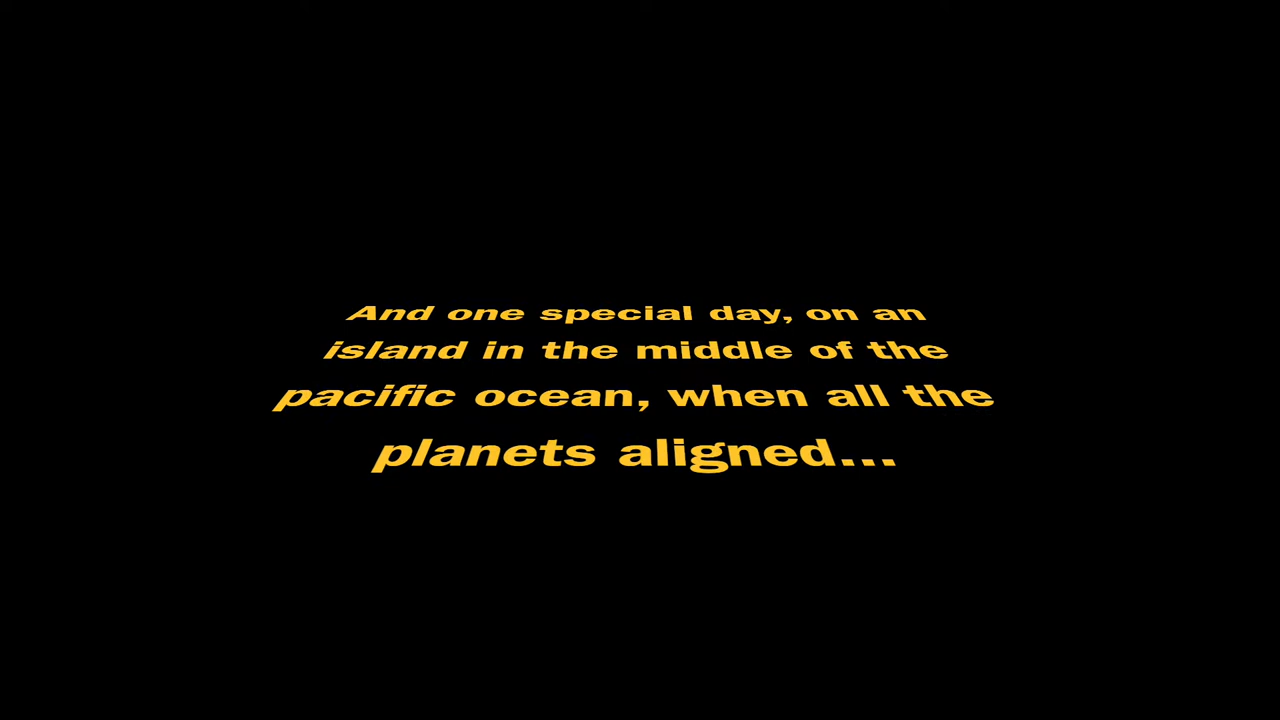 And one special day, on an
island in the middle of the
pacific ocean, when all the
planets aligned...